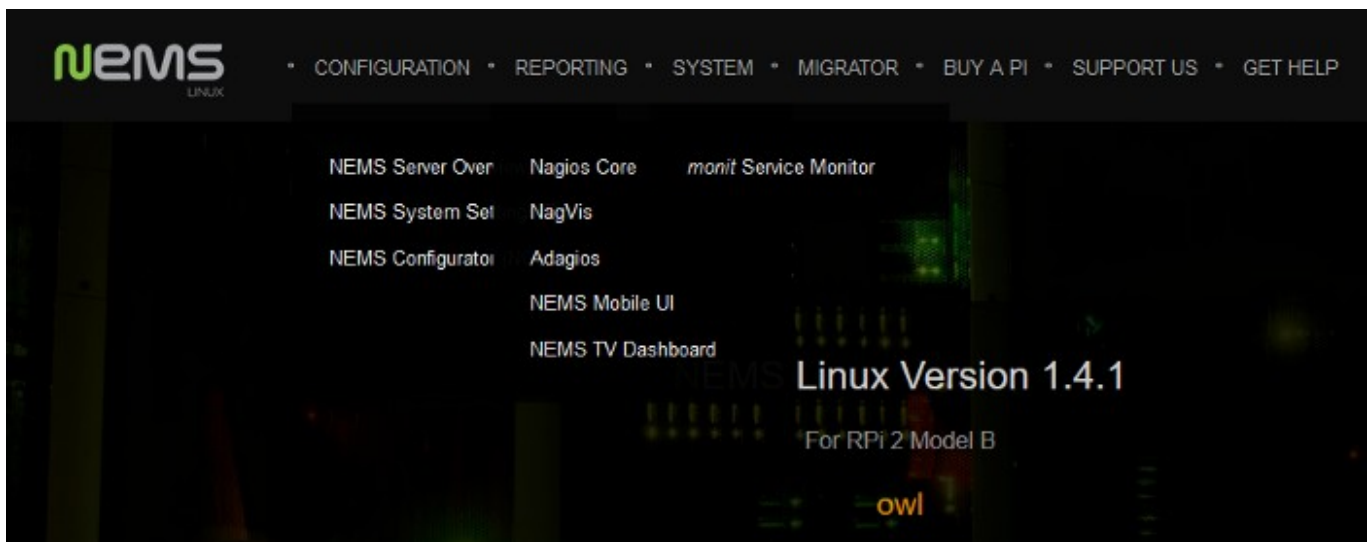 NEMS
LINUX
CONFIGURATION REPORTING SYSTEM MIGRATOR BUY A PI SUPPORT US GET HELP
NEMS Server Over Nagios Core monit Service Monitor
NEMS System Set NagVis
NEMS Configurator Adagios
NEMS Mobile UI
NEMS TV Dashboard
NEMS Linux Version 1.4.1
For RPi 2 Model B
owl